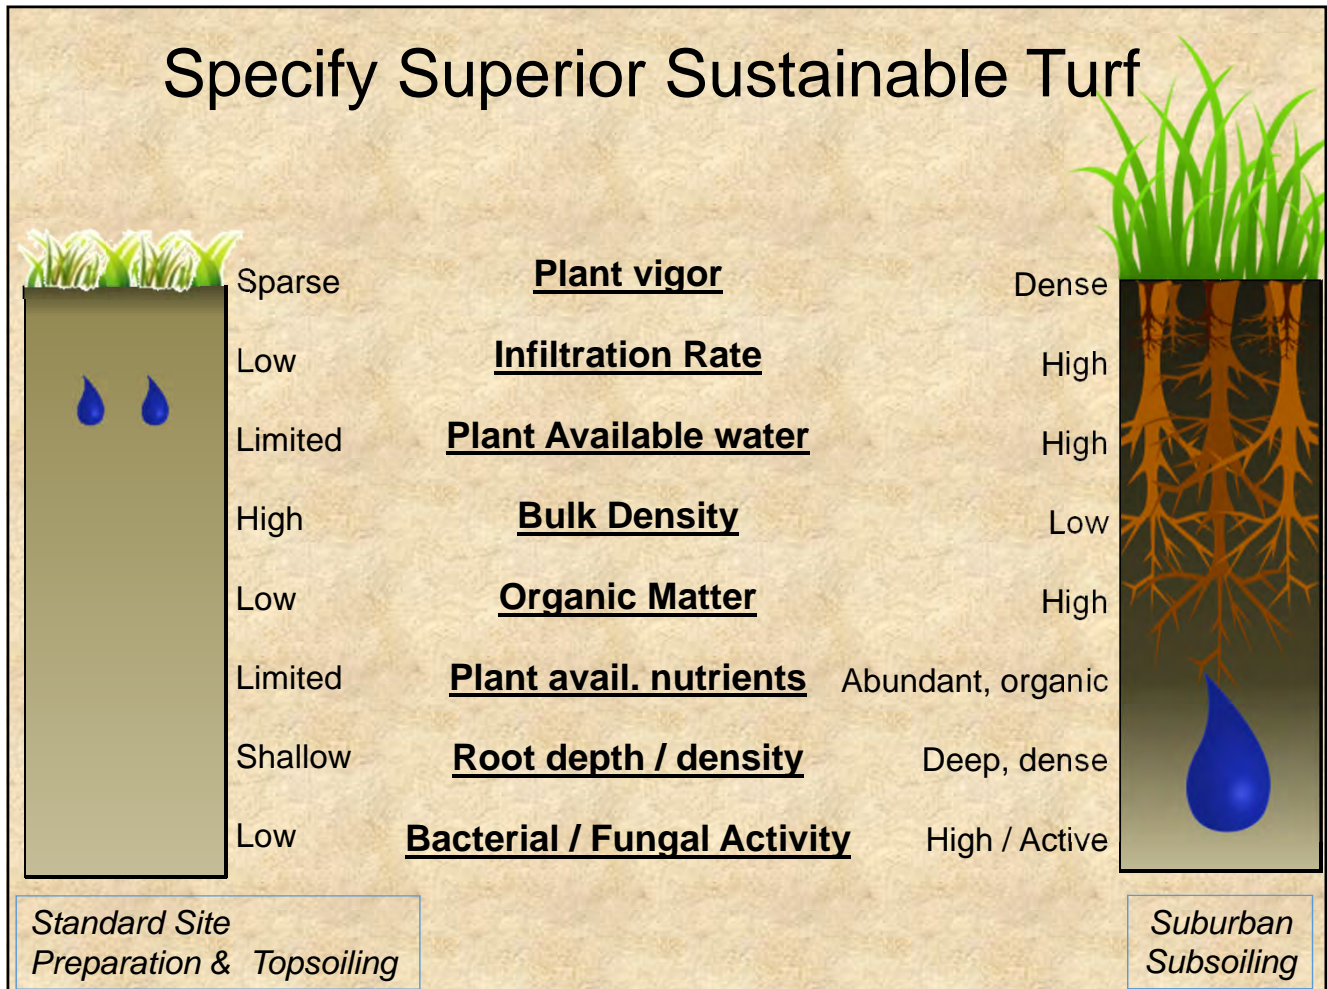 Specify Superior Sustainable Turf
Sparse Plant vigor Dense
Low Infiltration Rate High
Limited Plant Available water High
High Bulk Density Low
Low Organic Matter High
Limited Plant avail. nutrients Abundant, organic
Shallow Root depth / density Deep, dense
Low Bacterial / Fungal Activity High / Active
Standard Site
Preparation & Topsoiling
Suburban
Subsoiling